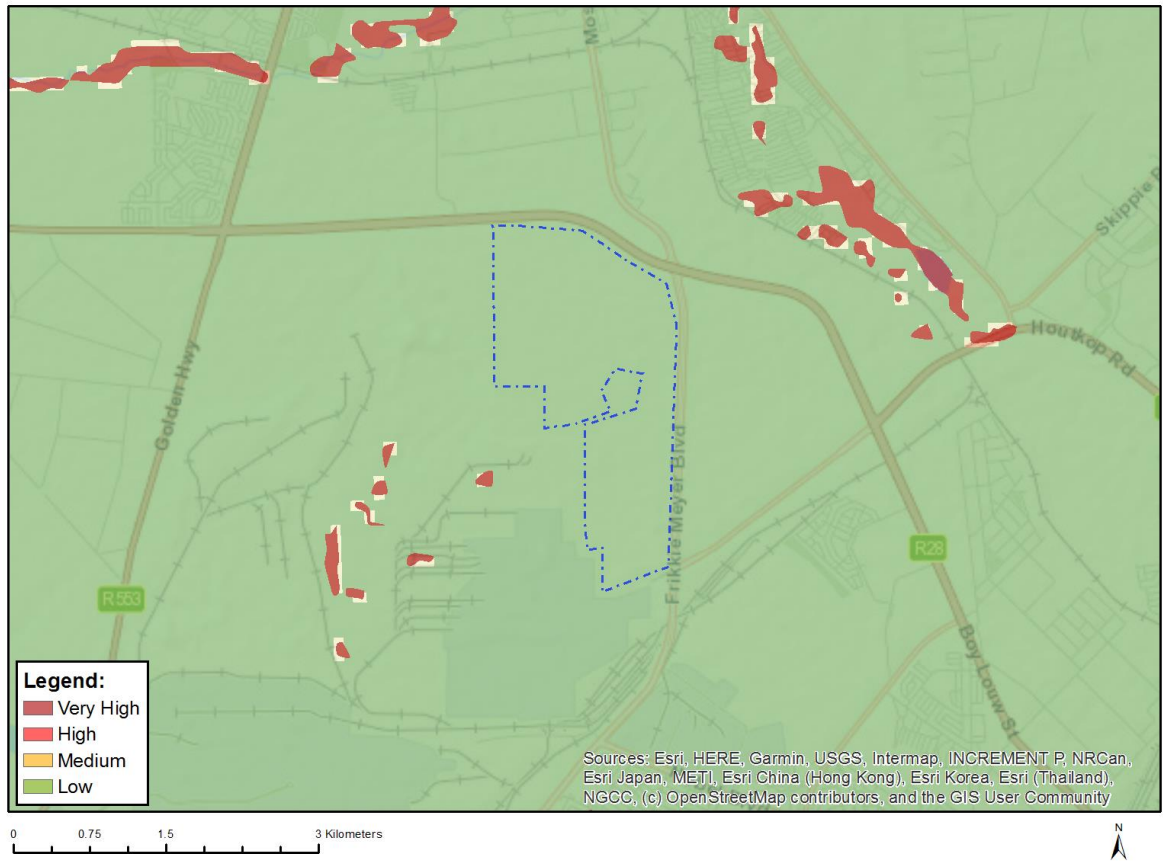 Mos
Skippie R
Houtkop Rd
Golden Hwy
Frikkie Meyer Blvd
R28
R553
Boy Louw St
Legend:
Very High
High
Medium
Low
Sources: Esri, HERE, Garmin, USGS, Intermap, INCREMENT P, NRCan,
Esri Japan, METI, Esri China (Hong Kong), Esri Korea, Esri (Thailand),
NGCC, (c) OpenStreetMap contributors, and the GIS User Community
0 0.75 1.5 3 Kilometers
N